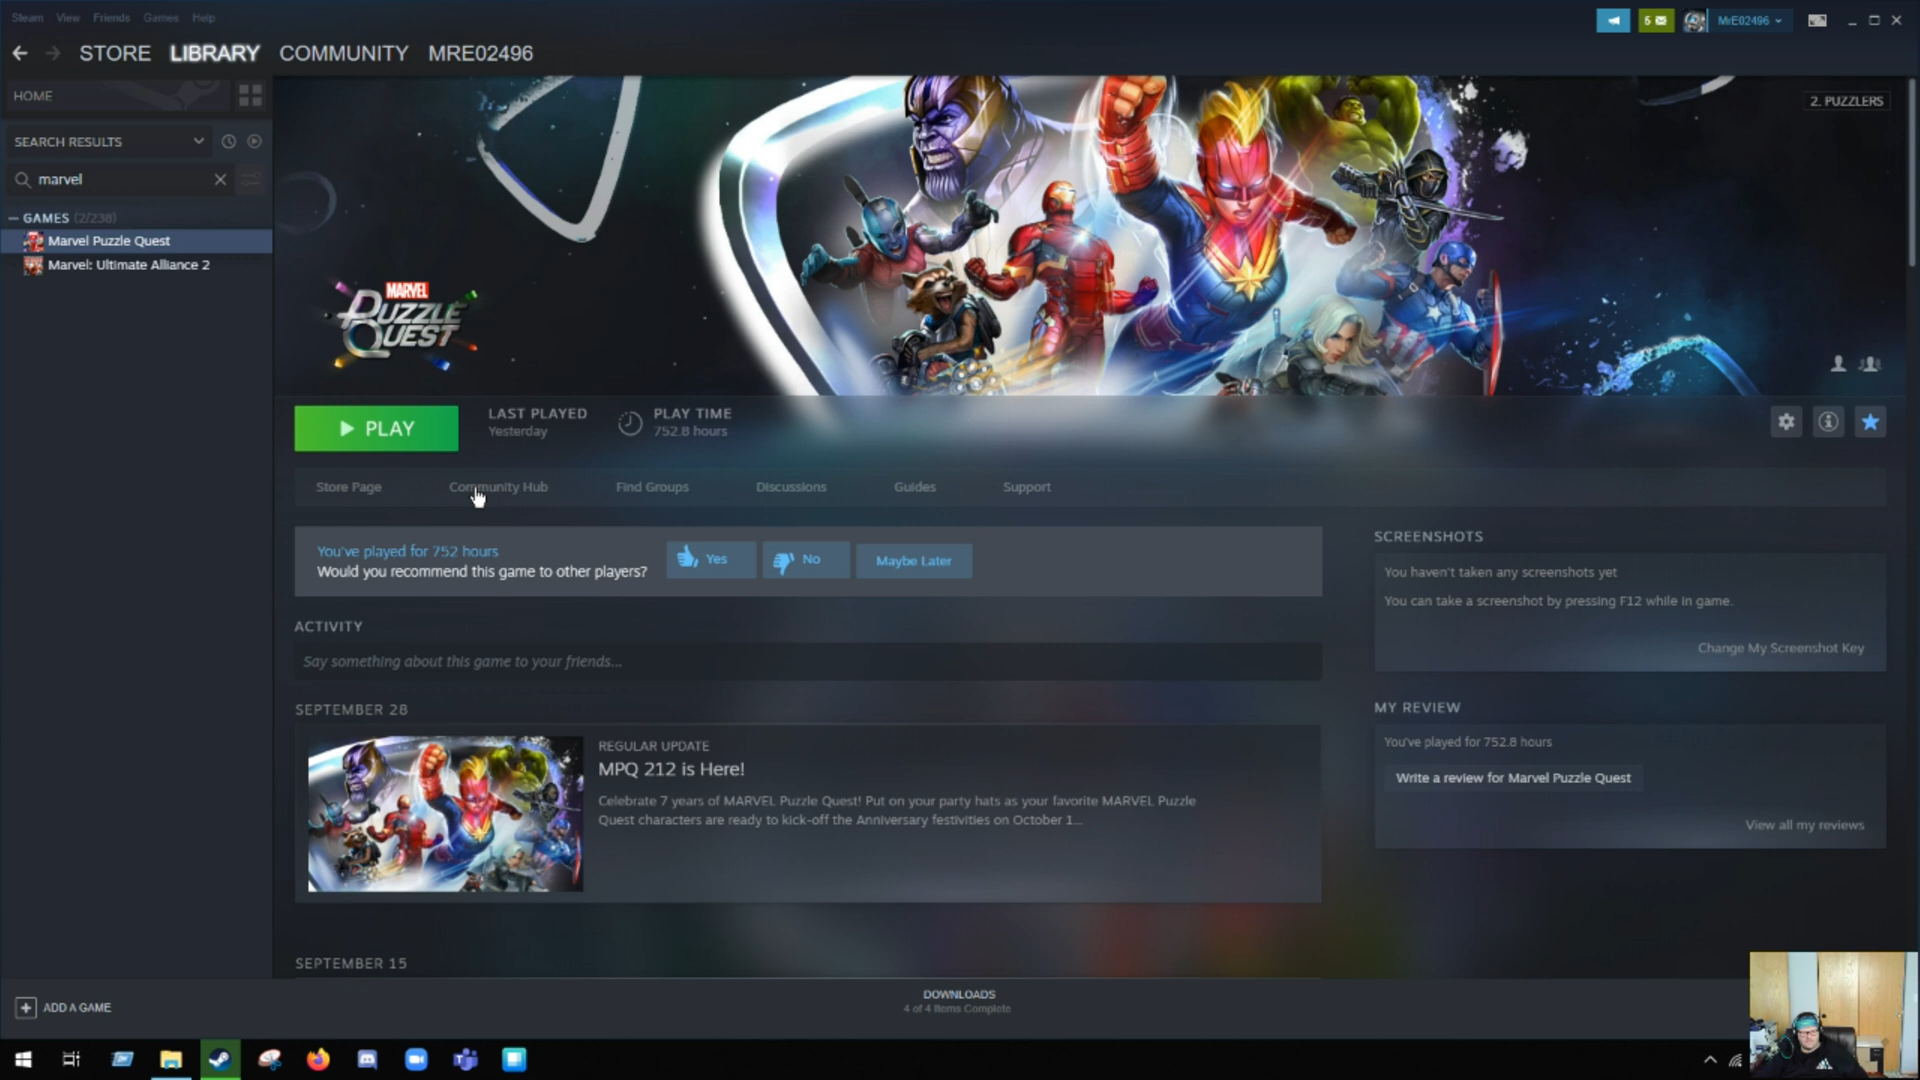 Steam View Friends Games Help
5
MrE02496
STORE LIBRARY COMMUNITY MRE02496
HOME
SEARCH RESULTS
marvel
GAMES (2/238)
Marvel Puzzle Quest
Marvel: Ultimate Alliance 2
2. PUZZLERS
MARVEL
PUZZLE
QUEST
PLAY
LAST PLAYED
Yesterday
PLAY TIME
752.8 hours
Store Page Community Hub Find Groups Discussions Guides Support
You've played for 752 hours
Would you recommend this game to other players?
Yes No Maybe Later
ACTIVITY
Say something about this game to your friends...
SEPTEMBER 28
REGULAR UPDATE
MPQ 212 is Here!
Celebrate 7 years of MARVEL Puzzle Quest! Put on your party hats as your favorite MARVEL Puzzle
Quest characters are ready to kick-off the Anniversary festivities on October 1...
SEPTEMBER 15
SCREENSHOTS
You haven't taken any screenshots yet
You can take a screenshot by pressing F12 while in game.
Change My Screenshot Key
MY REVIEW
You've played for 752.8 hours
Write a review for Marvel Puzzle Quest
View all my reviews
ADD A GAME
DOWNLOADS
4 of 4 Items Complete